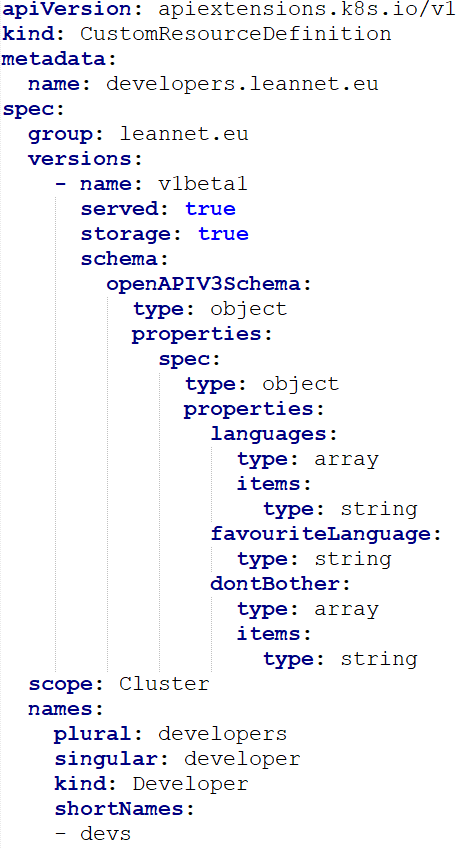 apiVersion: apiextensions.k8s.io/v1
kind: CustomResourceDefinition
metadata:
  name: developers.leannet.eu
spec:
  group: leannet.eu
  versions:
    - name: v1beta1
      served: true
      storage: true
      schema:
        openAPIV3Schema:
          type: object
          properties:
            spec:
              type: object
              properties:
                languages:
                  type: array
                  items:
                    type: string
                favouriteLanguage:
                  type: string
                dontBother:
                  type: array
                  items:
                    type: string
  scope: Cluster
  names:
    plural: developers
    singular: developer
    kind: Developer
    shortNames:
    - devs